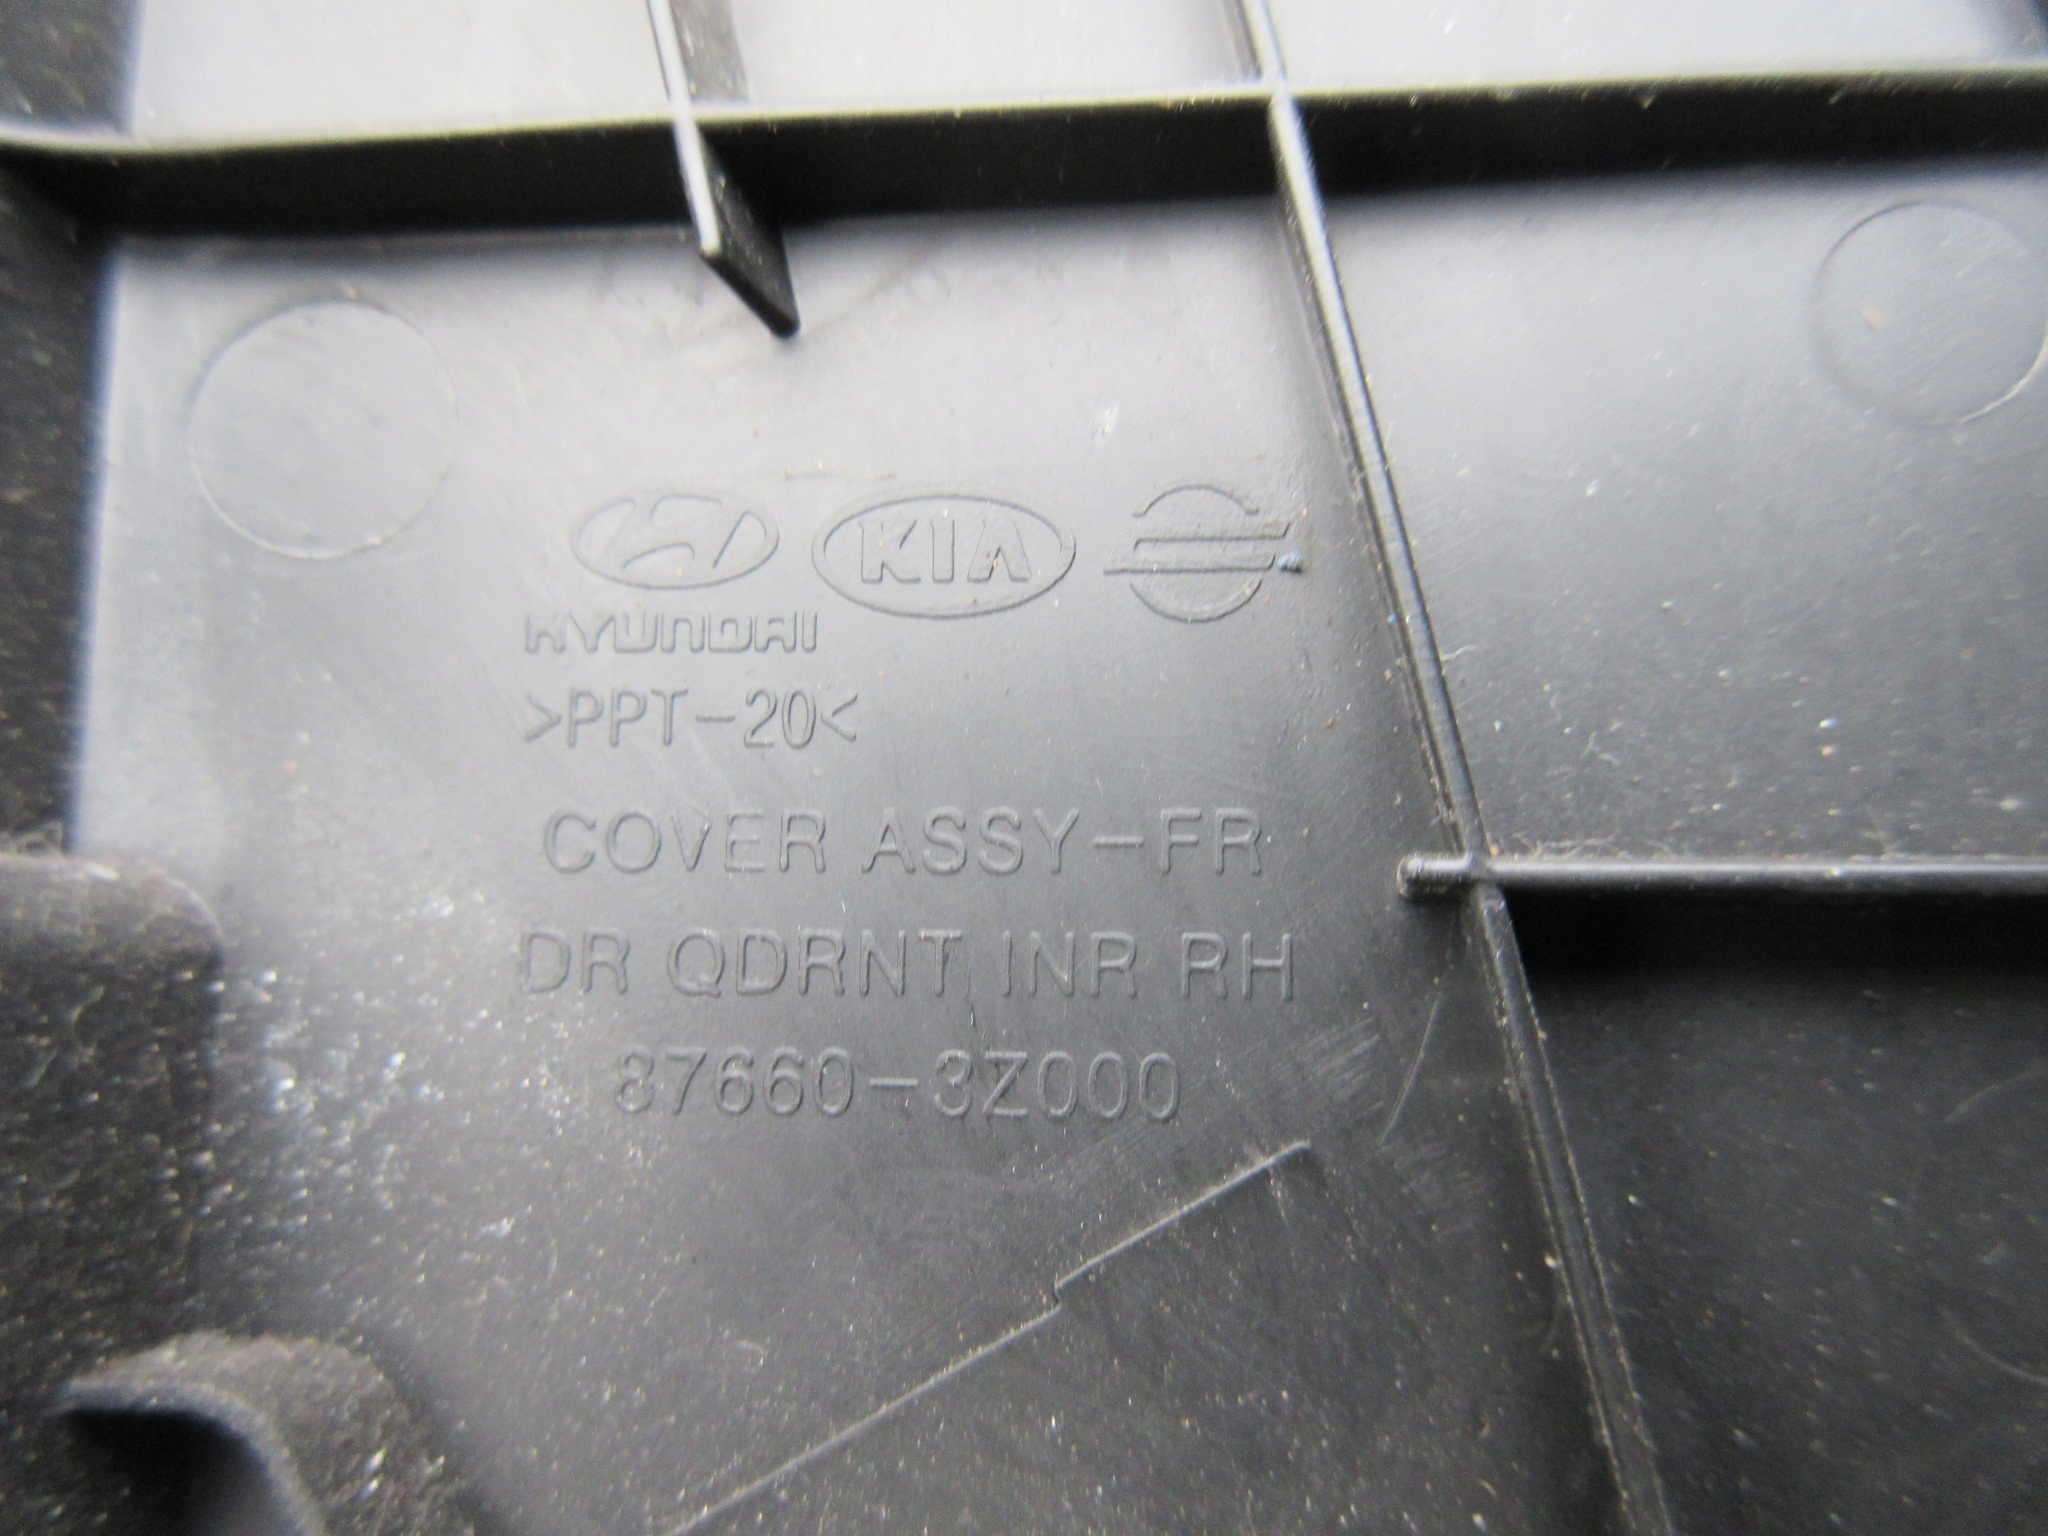 KIA
HYUNDAI
>PPT-20<
COVER ASSY-FR
DR QDRNT INR RH
87660-3Z000